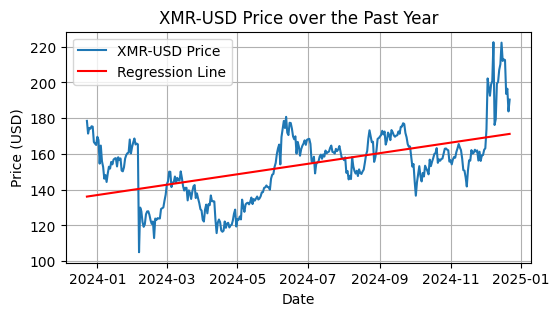 XMR-USD Price over the Past Year
XMR-USD Price
Regression Line
Price (USD)
220
200
180
160
140
120
100
2024-01
2024-03
2024-05
2024-07
2024-09
2024-11
2025-01
Date